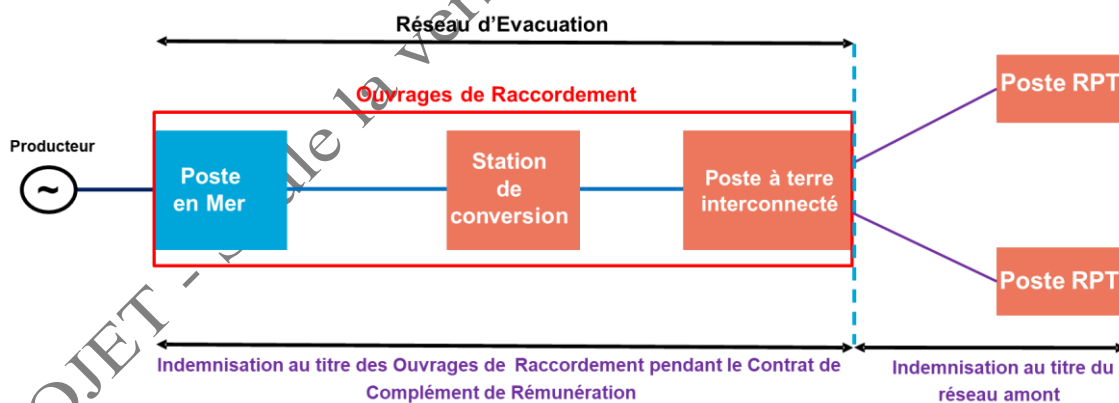 Réseau d'Evacuation
Ouvrages de Raccordement
Producteur
~
Poste
en Mer
Station
de
conversion
Poste à terre
interconnecté
Poste RPT
Poste RPT
Indemnisation au titre des Ouvrages de Raccordement pendant le Contrat de
Complément de Rémunération
Indemnisation au titre du
réseau amont
OJET -
la